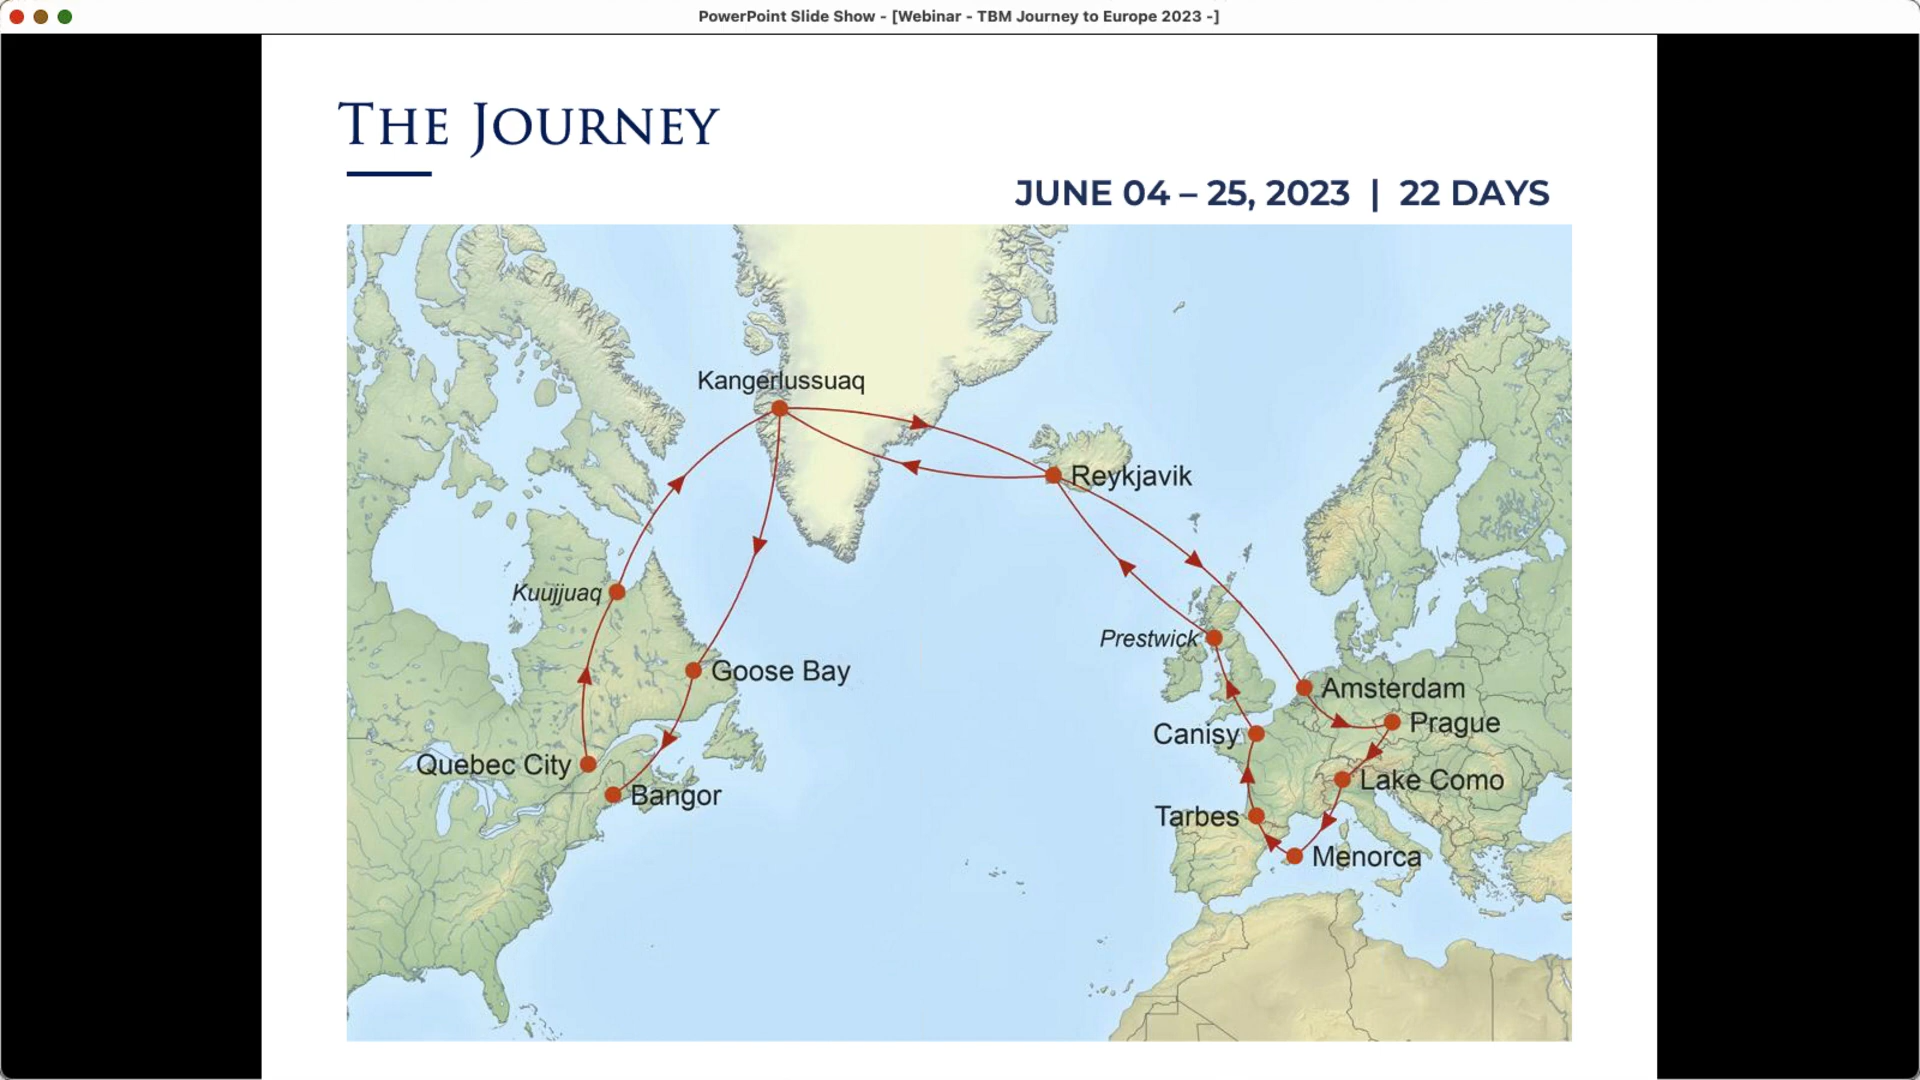 PowerPoint Slide Show - [Webinar - TBM Journey to Europe 2023 -]
THE JOURNEY
JUNE 04 – 25, 2023 | 22 DAYS
Kangerlussuaq
Reykjavik
Kuujjuaq
Prestwick
Goose Bay
Amsterdam
Prague
Canisy
Quebec City
Lake Como
Bangor
Tarbes
Menorca